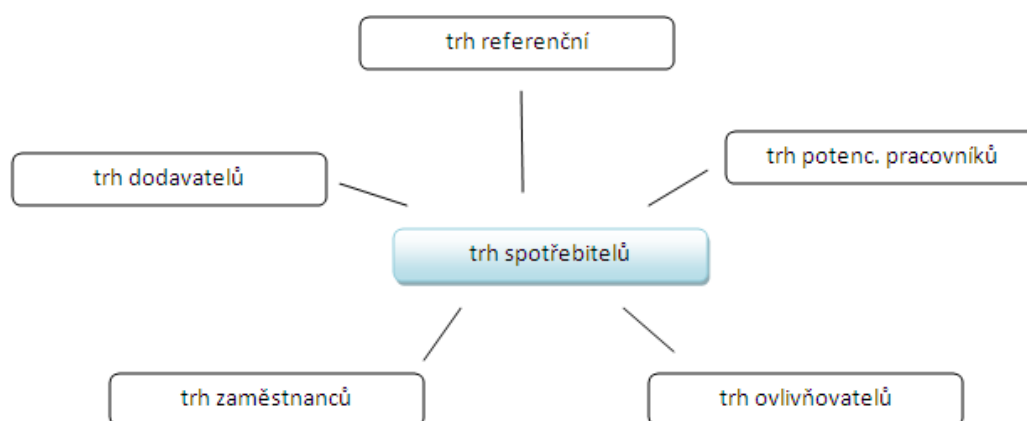 trh referenční
trh potenc. pracovníků
trh dodavatelů
trh spotřebitelů
trh zaměstnanců
trh ovlivňovatelů